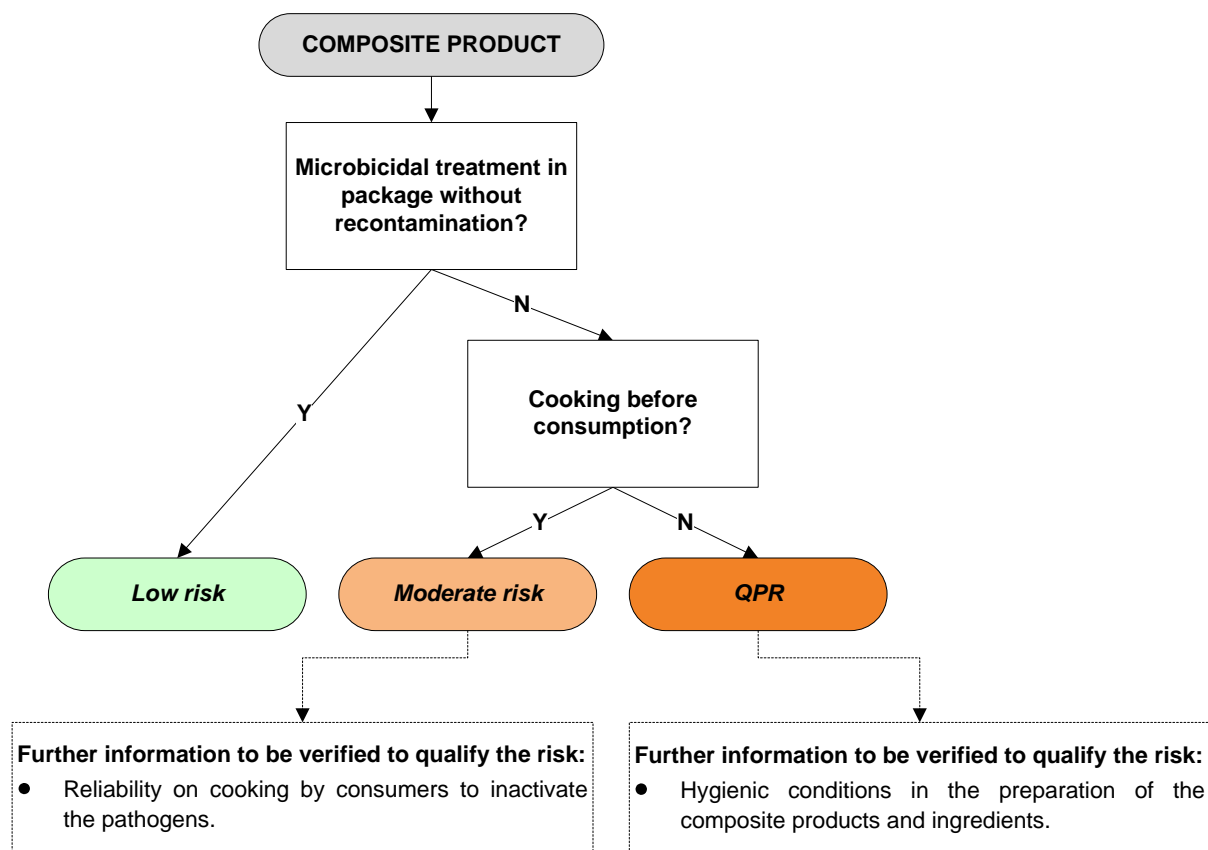 COMPOSITE PRODUCT
Microbicidal treatment in
package without
recontamination?
N
Cooking before
consumption?
Y
Y
N
Low risk
Moderate risk
QPR
Further information to be verified to qualify the risk:
● Reliability on cooking by consumers to inactivate
the pathogens.
Further information to be verified to qualify the risk:
● Hygienic conditions in the preparation of the
composite products and ingredients.